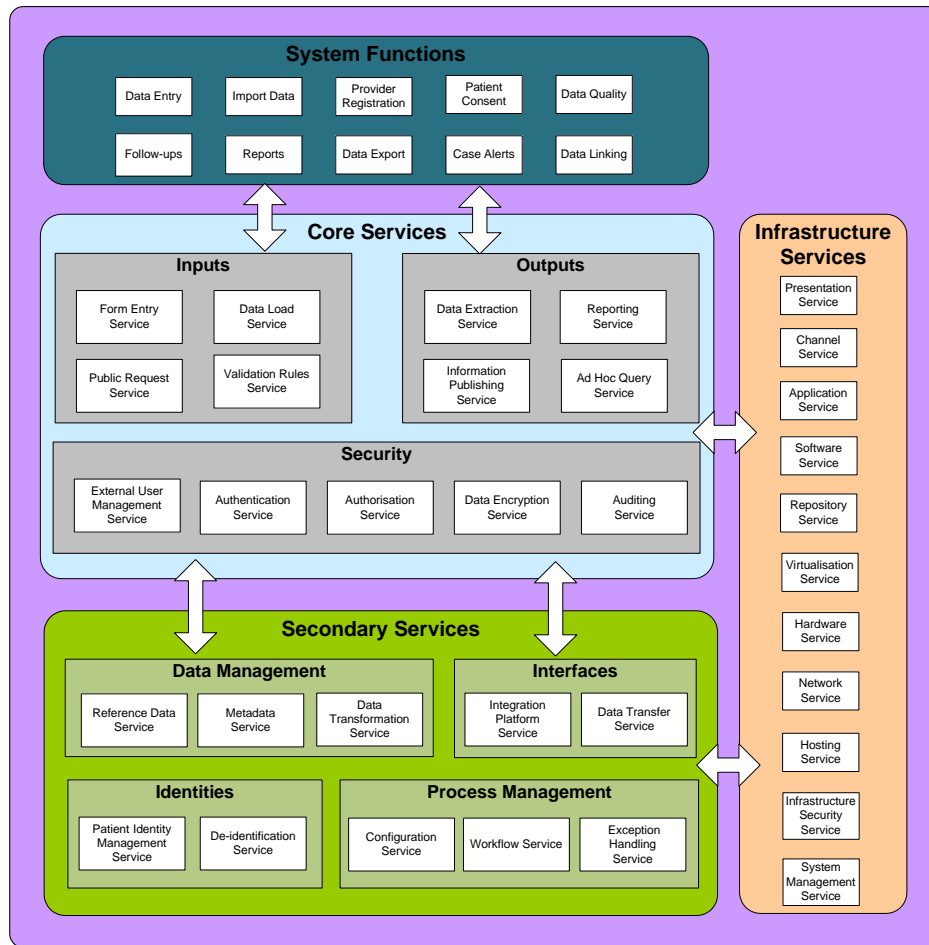 System Functions
Data Entry
Import Data
Provider
Registration
Patient
Consent
Data Quality
Follow-ups
Reports
Data Export
Case Alerts
Data Linking
Core Services
Inputs
Form Entry
Service
Data Load
Service
Public Request
Service
Validation Rules
Service
Outputs
Data Extraction
Service
Reporting
Service
Information
Publishing
Service
Ad Hoc Query
Service
Security
External User
Management
Service
Authentication
Service
Authorisation
Service
Data Encryption
Service
Auditing
Service
Secondary Services
Data Management
Reference Data
Service
Metadata
Service
Data
Transformation
Service
Interfaces
Integration
Platform
Service
Data Transfer
Service
Identities
Patient Identity
Management
Service
De-identification
Service
Process Management
Configuration
Service
Workflow Service
Exception
Handling
Service
Infrastructure
Services
Presentation
Service
Channel
Service
Application
Service
Software
Service
Repository
Service
Virtualisation
Service
Hardware
Service
Network
Service
Hosting
Service
Infrastructure
Security
Service
System
Management
Service